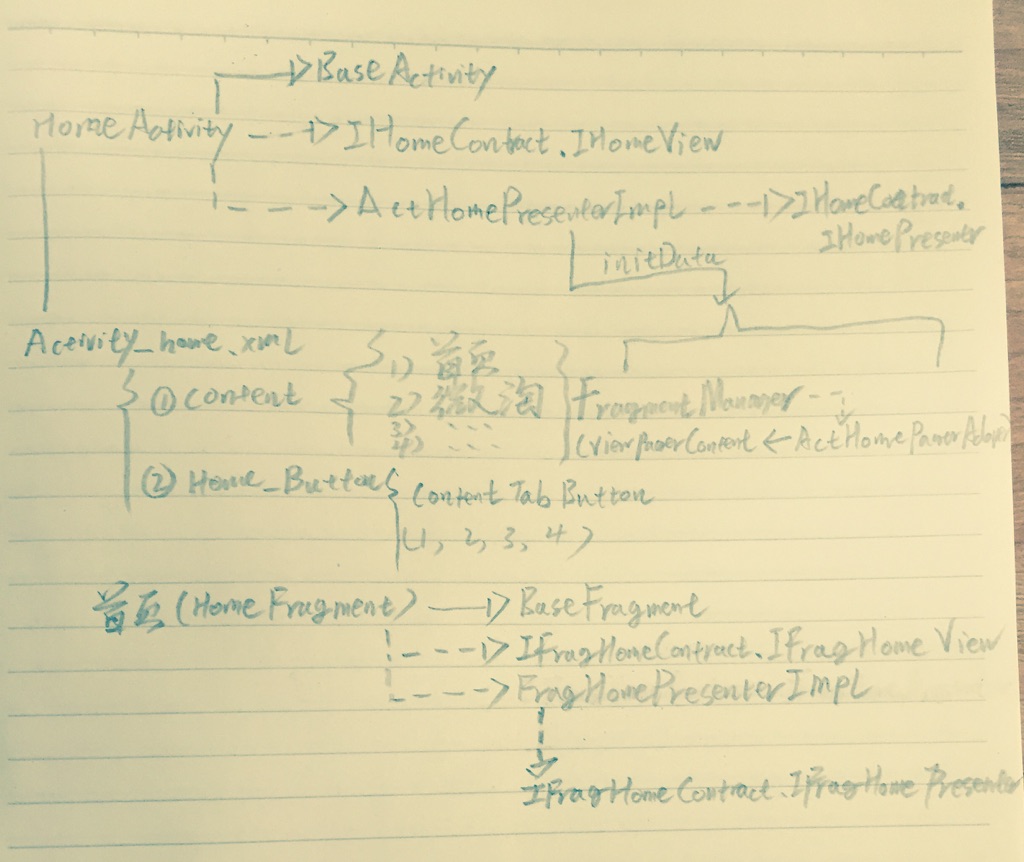 BaseActivity
HomeActivity
IHomeContract.IHomeView
ActHomePresenterImpl
IHomeContract.
IHomePresenter
initData
Activity_home.xml
① content
1) 首页
2) 微淘
3) ...
4) ...
FragmentManager
(ViewPagerContent ← ActHomePagerAdapter)
② Home_Button
Content Tab Button
(1, 2, 3, 4)
首页(HomeFragment)
BaseFragment
IFragHomeContract.IFragHomeView
FragHomePresenterImpl
IFragHomeContract.IFragHomePresenter